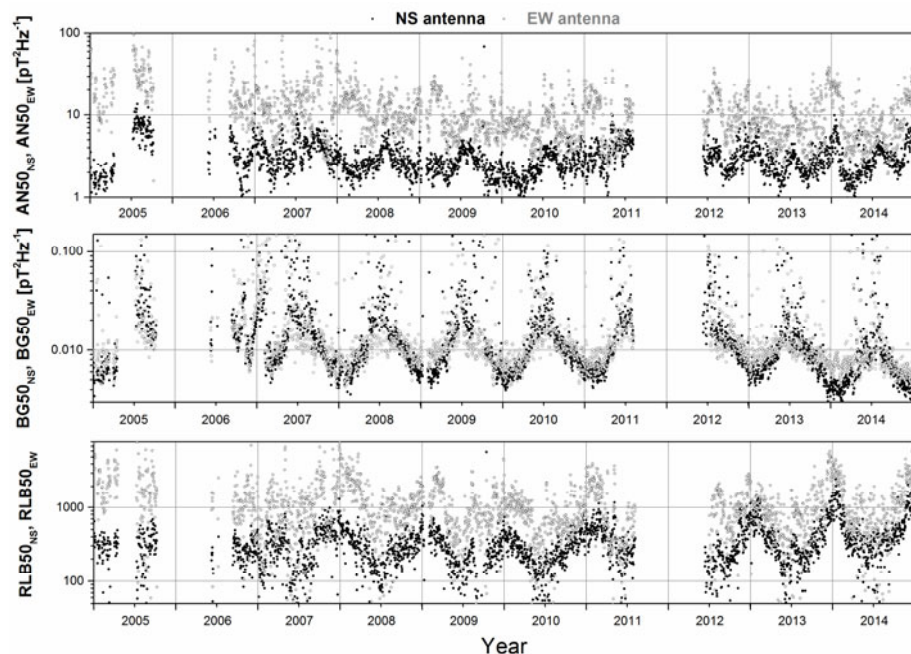 NS antenna EW antenna
AN50NS, AN50EW [pT²Hz⁻¹]
100
10
1
2005 2006 2007 2008 2009 2010 2011 2012 2013 2014
BG50NS, BG50EW [pT²Hz⁻¹]
0.100
0.010
2005 2006 2007 2008 2009 2010 2011 2012 2013 2014
RLB50NS, RLB50EW
1000
100
2005 2006 2007 2008 2009 2010 2011 2012 2013 2014
Year